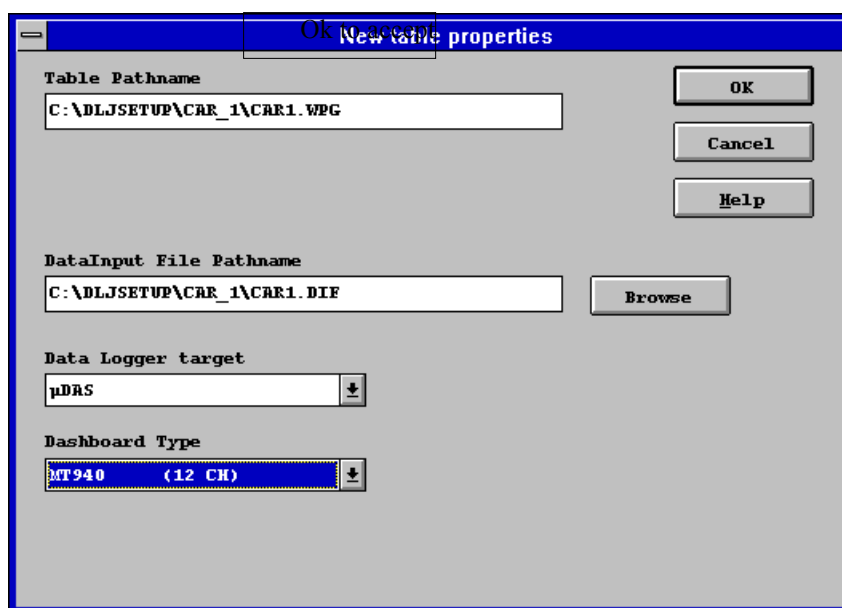 Ok to accept
New table properties
Table Pathname
C:\DLJSETUP\CAR_1\CAR1.WPG
OK
Cancel
Help
DataInput File Pathname
C:\DLJSETUP\CAR_1\CAR1.DIF
Browse
Data Logger target
µDAS
Dashboard Type
MT940 (12 CH)